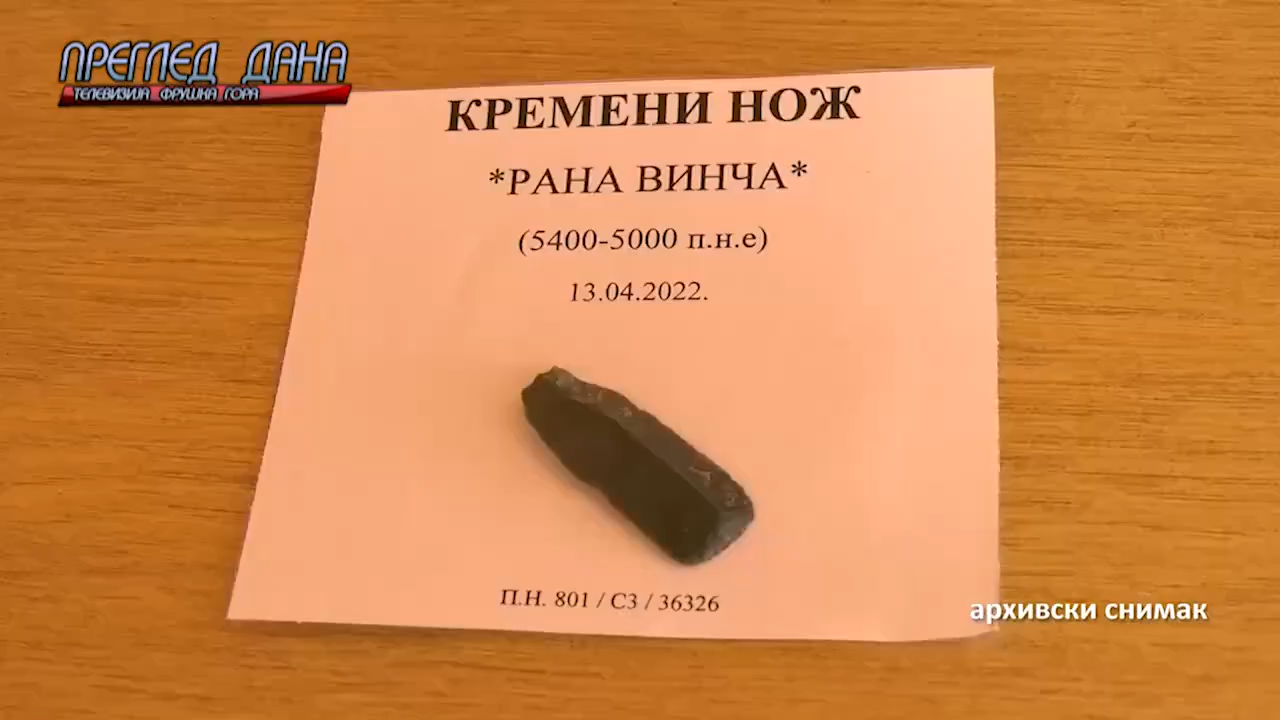 ПРЕГЛЕД ДАНА
ТЕЛЕВИЗИЈА ФРУШКА ГОРА
КРЕМЕНИ НОЖ
*РАНА ВИНЧА*
(5400-5000 п.н.е)
13.04.2022.
П.Н. 801 / С3 / 36326
архивски снимак